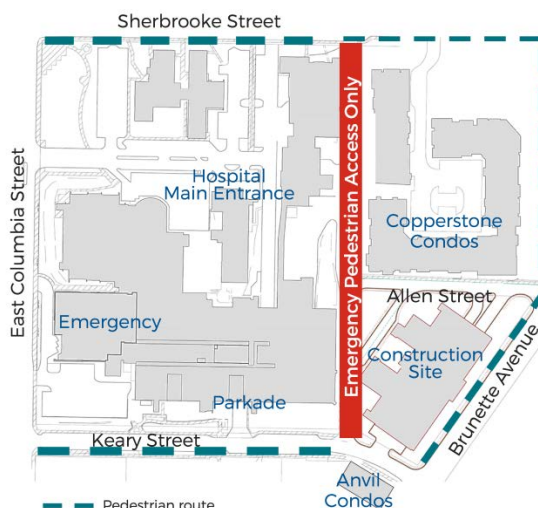 Sherbrooke Street
East Columbia Street
Emergency Pedestrian Access Only
Hospital
Main Entrance
Copperstone
Condos
Allen Street
Emergency
Construction
Site
Brunette Avenue
Parkade
Keary Street
Anvil
Condos
Pedestrian route